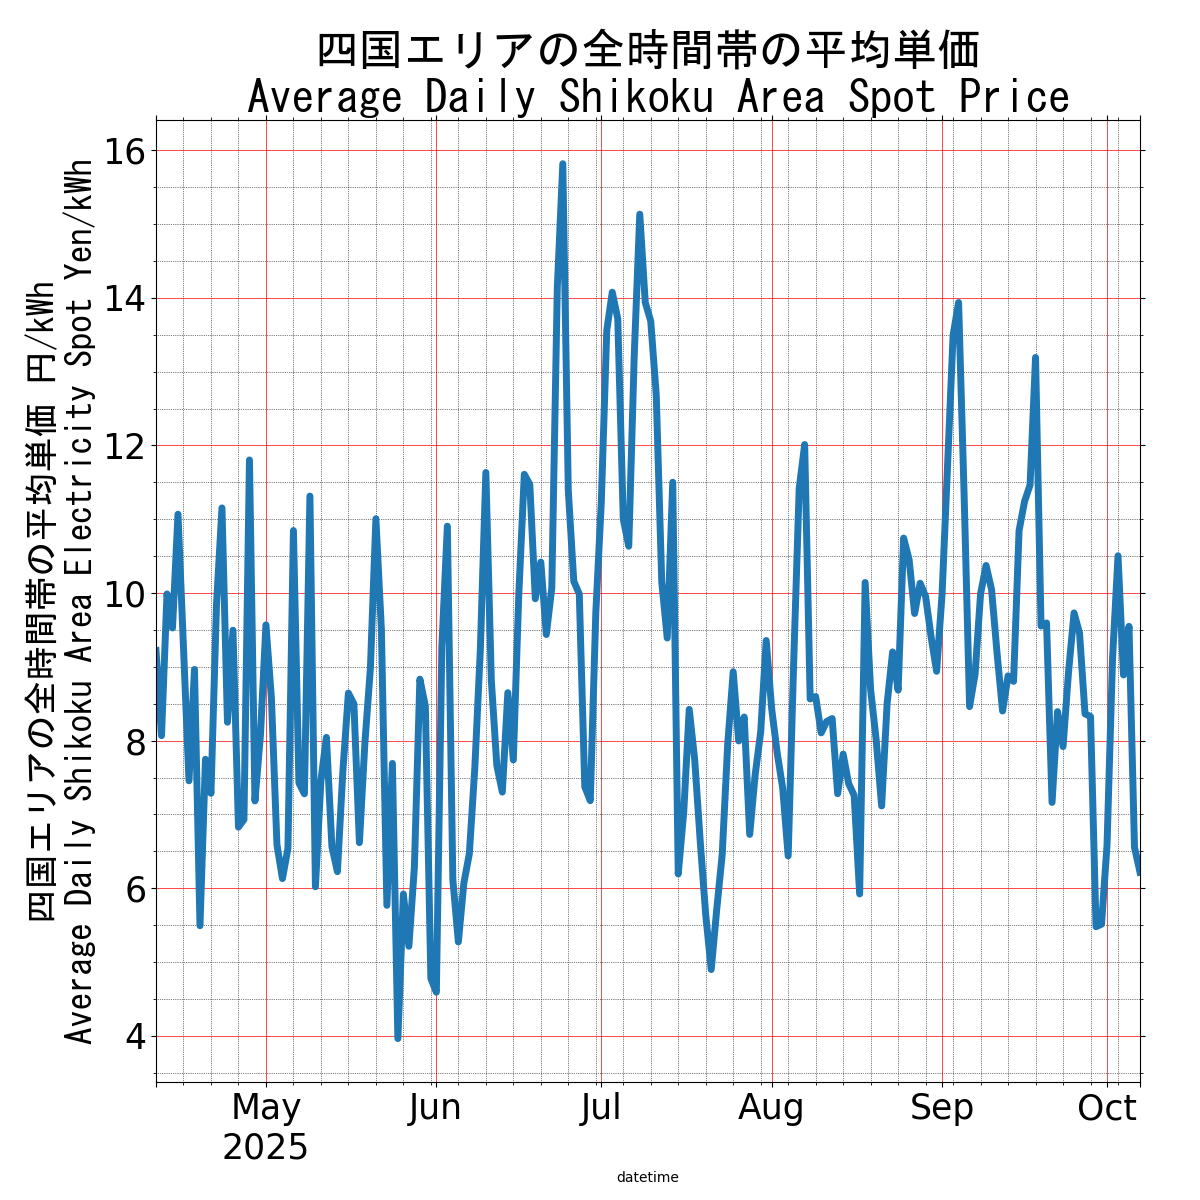 四国エリアの全時間帯の平均単価
Average Daily Shikoku Area Spot Price
四国エリアの全時間帯の平均単価 円/kWh
Average Daily Shikoku Area Electricity Spot Yen/kWh
16
14
12
10
8
6
4
May
Jun
Jul
Aug
Sep
Oct
2025
datetime